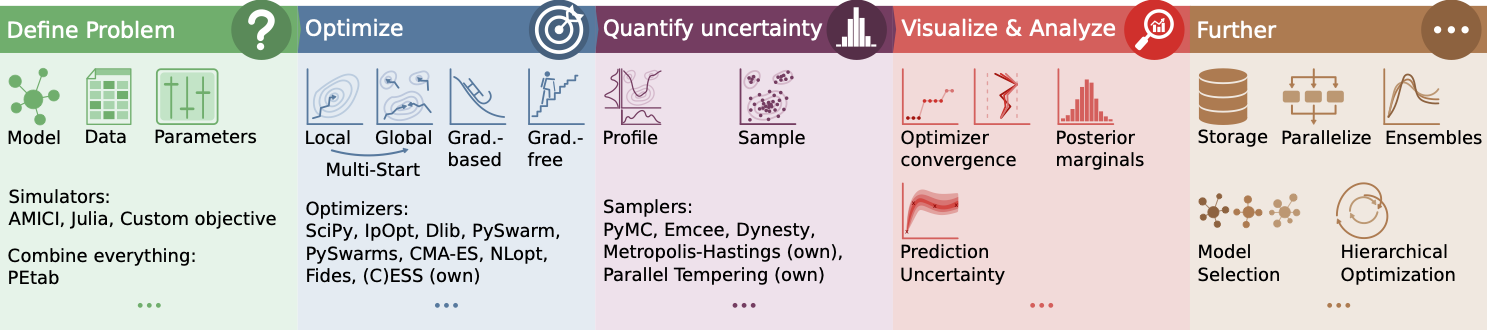 Define Problem
?
Model
Data
Parameters
Simulators:
AMICI, Julia, Custom objective
Combine everything:
PEtab
...
Optimize
Local
Global
Grad.-
based
Grad.-
free
Multi-Start
Optimizers:
SciPy, IpOpt, Dlib, PySwarm,
PySwarms, CMA-ES, NLopt,
Fides, (C)ESS (own)
...
Quantify uncertainty
Profile
Sample
Samplers:
PyMC, Emcee, Dynesty,
Metropolis-Hastings (own),
Parallel Tempering (own)
...
Visualize & Analyze
Optimizer
convergence
Posterior
marginals
Prediction
Uncertainty
...
Further
...
Storage
Parallelize
Ensembles
Model
Selection
Hierarchical
Optimization
...